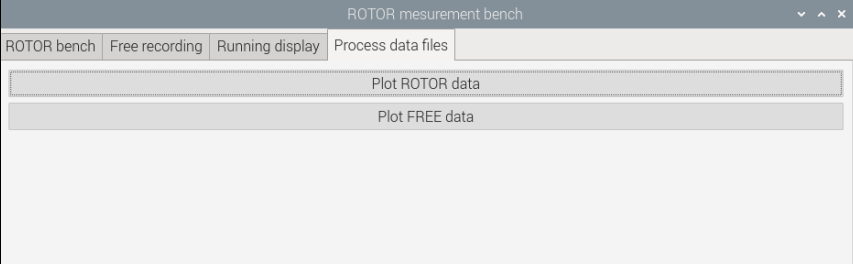 ROTOR mesurement bench
ROTOR bench Free recording Running display Process data files
Plot ROTOR data
Plot FREE data